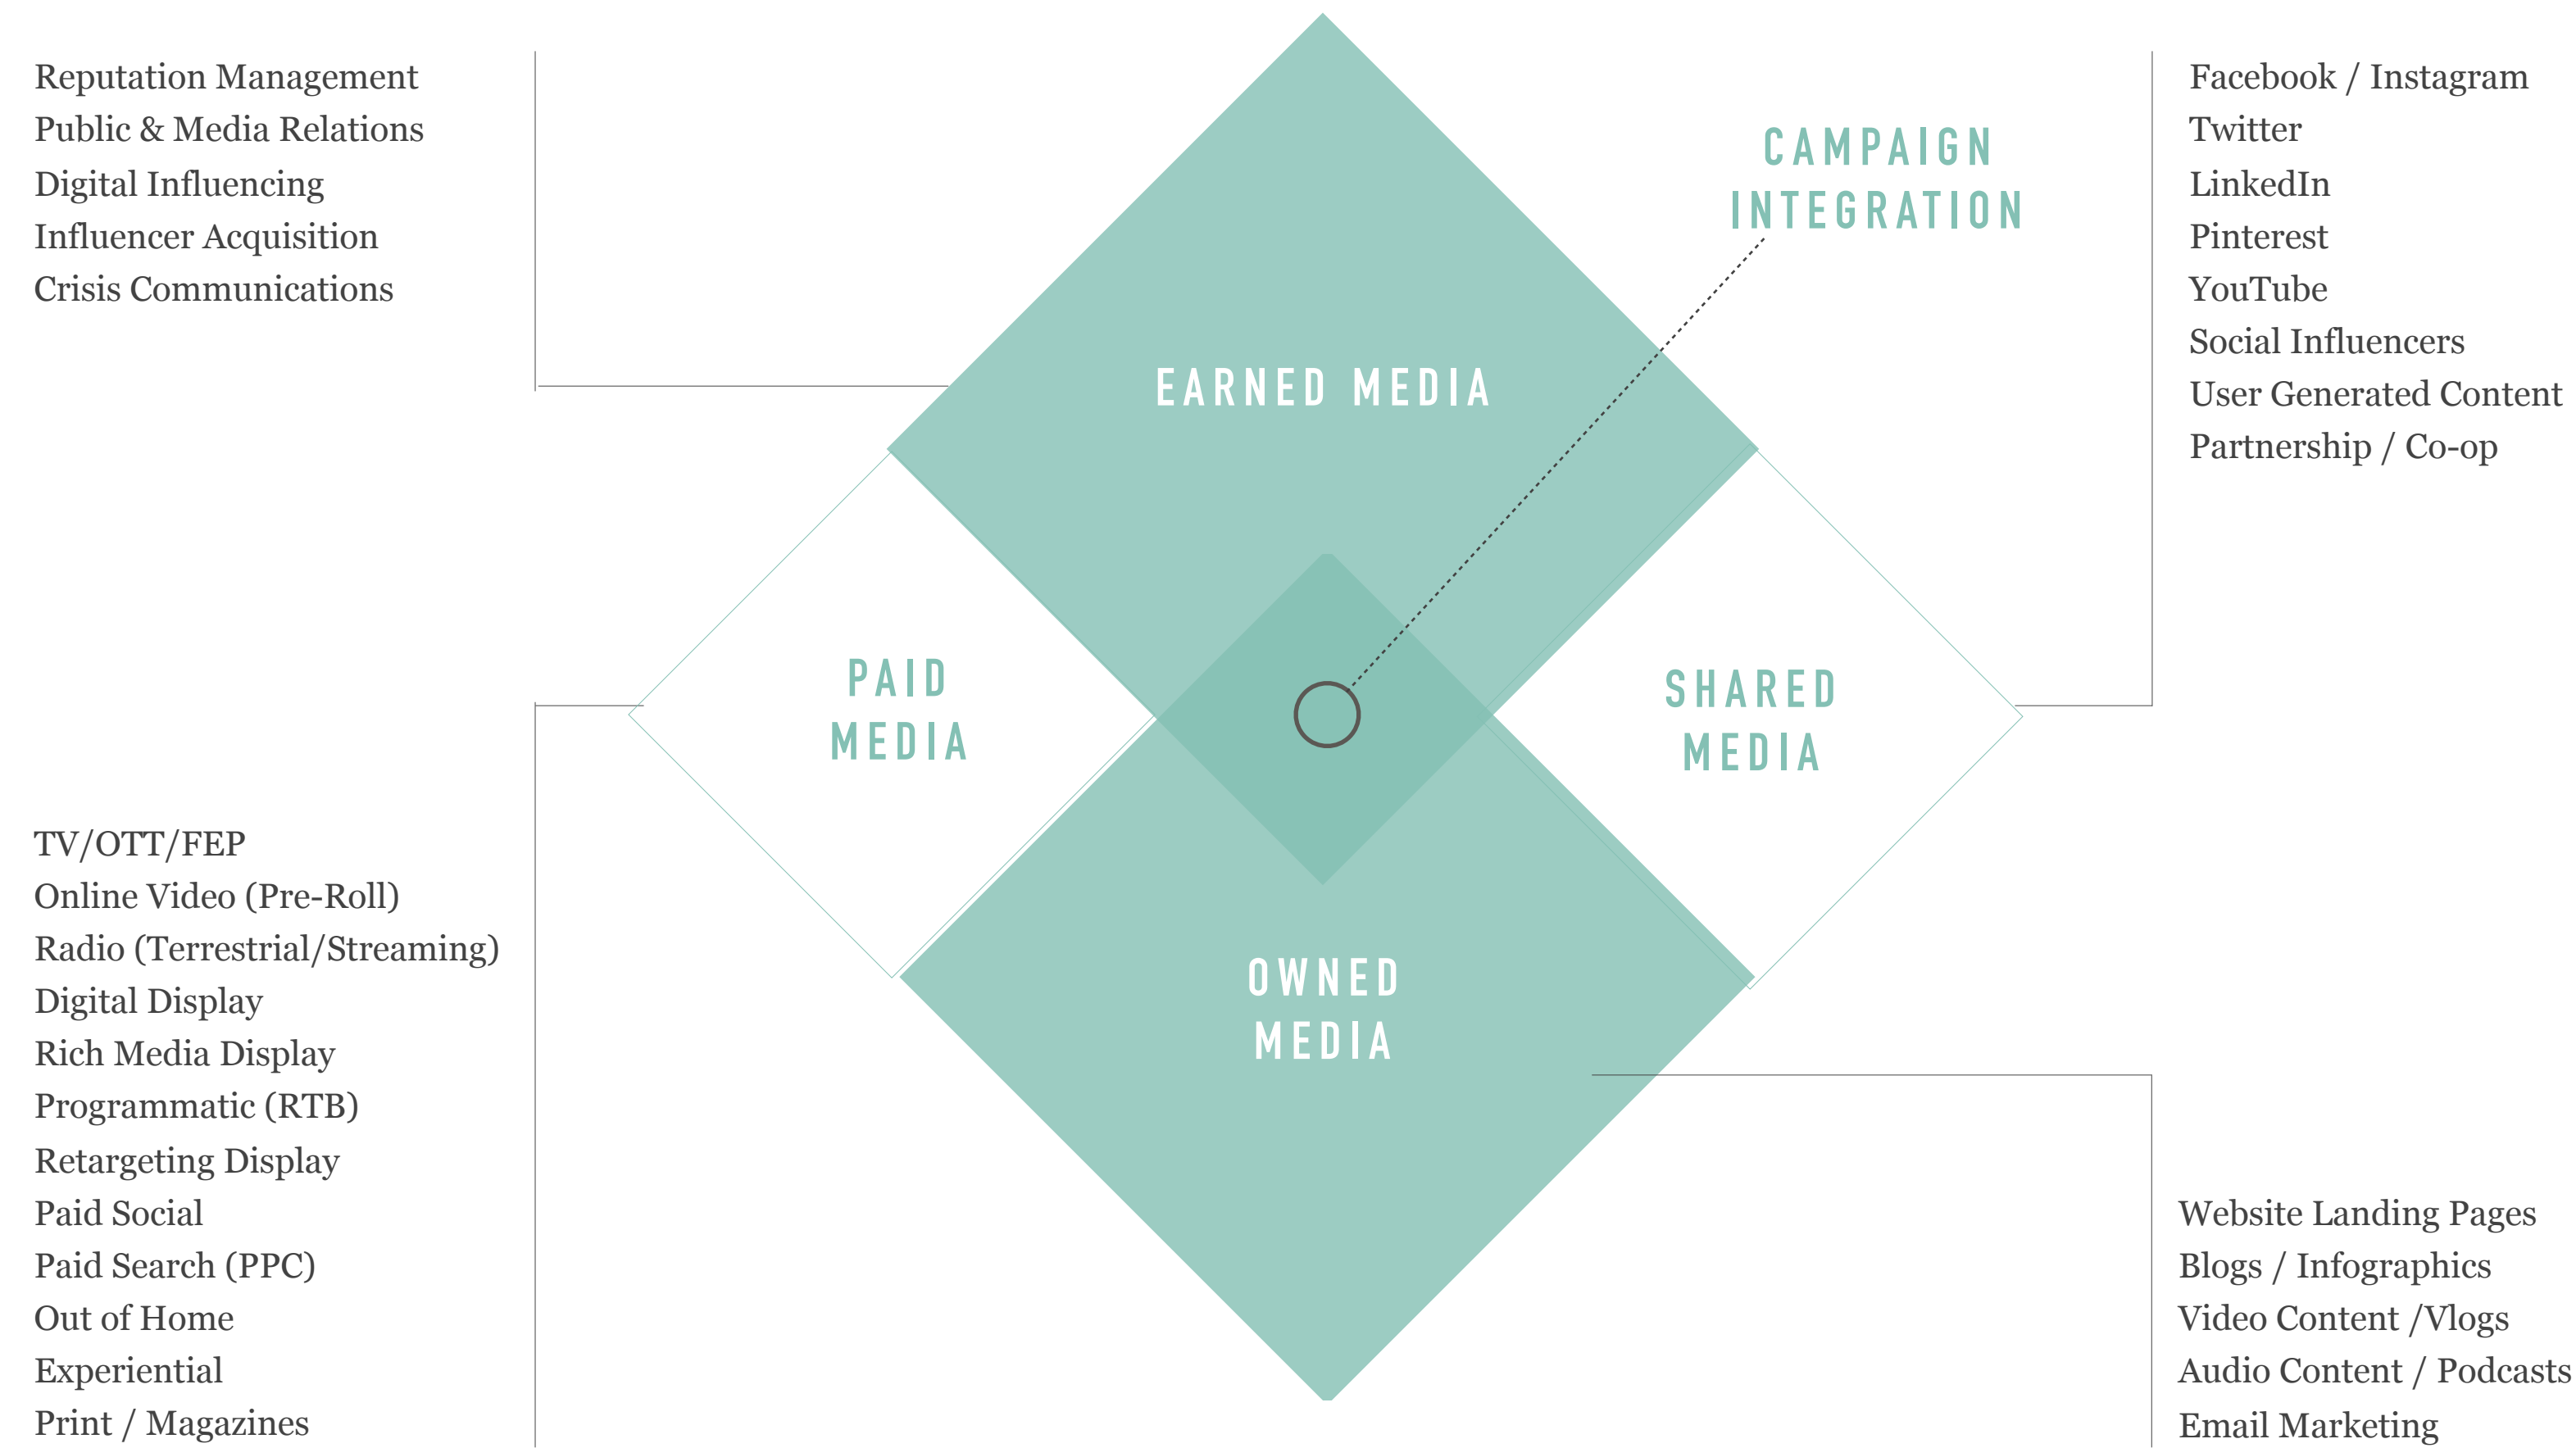 Reputation Management
Public & Media Relations
Digital Influencing
Influencer Acquisition
Crisis Communications
EARNED MEDIA
CAMPAIGN
INTEGRATION
Facebook / Instagram
Twitter
LinkedIn
Pinterest
YouTube
Social Influencers
User Generated Content
Partnership / Co-op
PAID
MEDIA
SHARED
MEDIA
TV/OTT/FEP
Online Video (Pre-Roll)
Radio (Terrestrial/Streaming)
Digital Display
Rich Media Display
Programmatic (RTB)
Retargeting Display
Paid Social
Paid Search (PPC)
Out of Home
Experiential
Print / Magazines
OWNED
MEDIA
Website Landing Pages
Blogs / Infographics
Video Content /Vlogs
Audio Content / Podcasts
Email Marketing